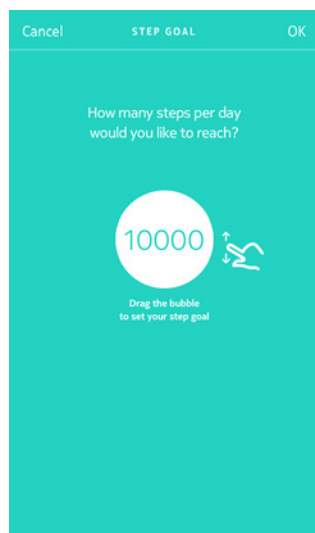 Cancel STEP GOAL OK
How many steps per day
would you like to reach?
10000
Drag the bubble
to set your step goal